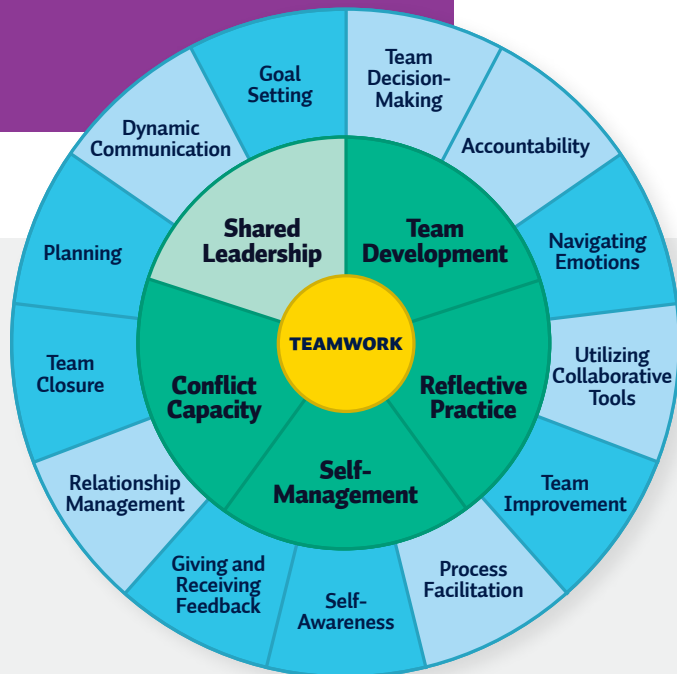 Team
Decision-
Making
Accountability
Navigating
Emotions
Utilizing
Collaborative
Tools
Team
Improvement
Process
Facilitation
Self-
Awareness
Giving and
Receiving
Feedback
Relationship
Management
Team
Closure
Planning
Dynamic
Communication
Goal
Setting
Shared
Leadership
Team
Development
Reflective
Practice
Self-
Management
Conflict
Capacity
TEAMWORK